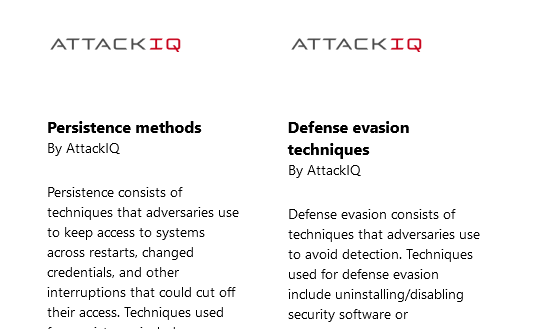 ATTACKIQ
Persistence methods
By AttackIQ
Persistence consists of
techniques that adversaries use
to keep access to systems
across restarts, changed
credentials, and other
interruptions that could cut off
their access. Techniques used
ATTACKIQ
Defense evasion
techniques
By AttackIQ
Defense evasion consists of
techniques that adversaries use
to avoid detection. Techniques
used for defense evasion
include uninstalling/disabling
security software or